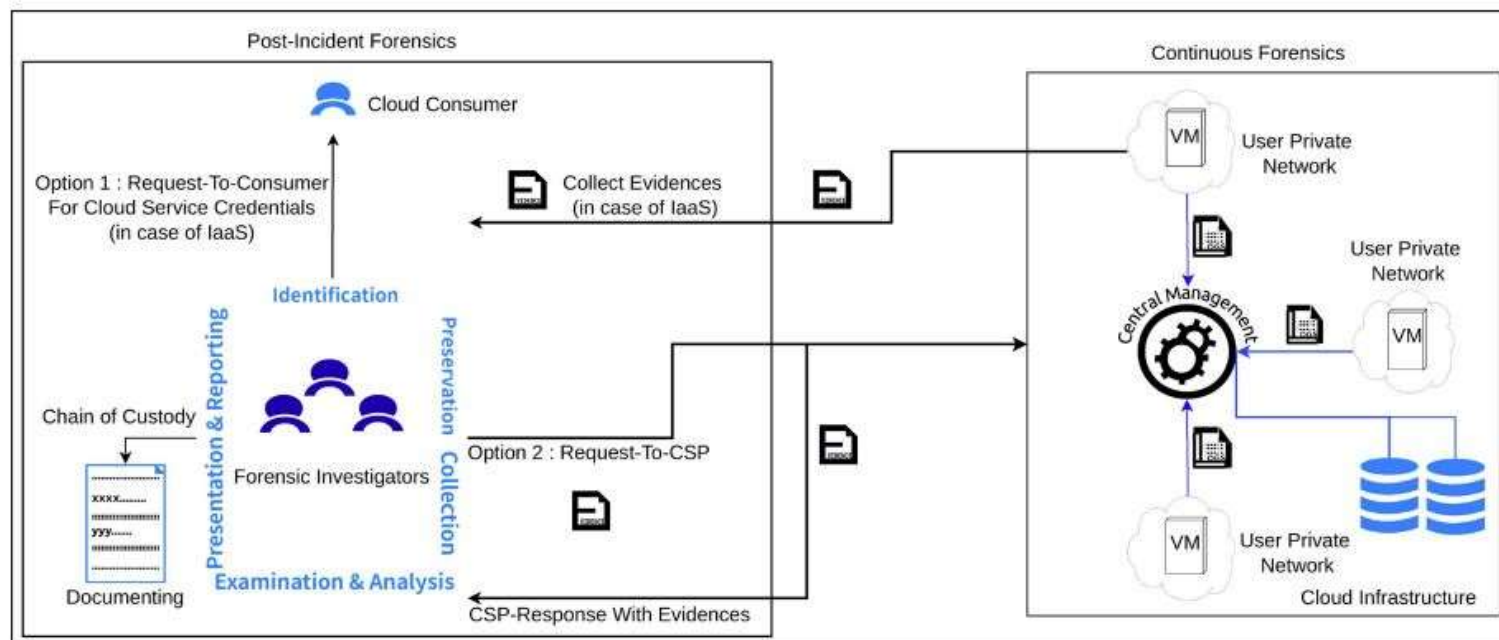 Post-Incident Forensics
Continuous Forensics
Cloud Consumer
Option 1 : Request-To-Consumer
For Cloud Service Credentials
(in case of IaaS)
Collect Evidences
(in case of IaaS)
VM
User Private
Network
Identification
Preservation
Collection
Examination & Analysis
Presentation & Reporting
Forensic Investigators
Chain of Custody
xxxx........
yyy......
Documenting
Option 2 : Request-To-CSP
CSP-Response With Evidences
Central Management
User Private
Network
VM
VM
User Private
Network
Cloud Infrastructure